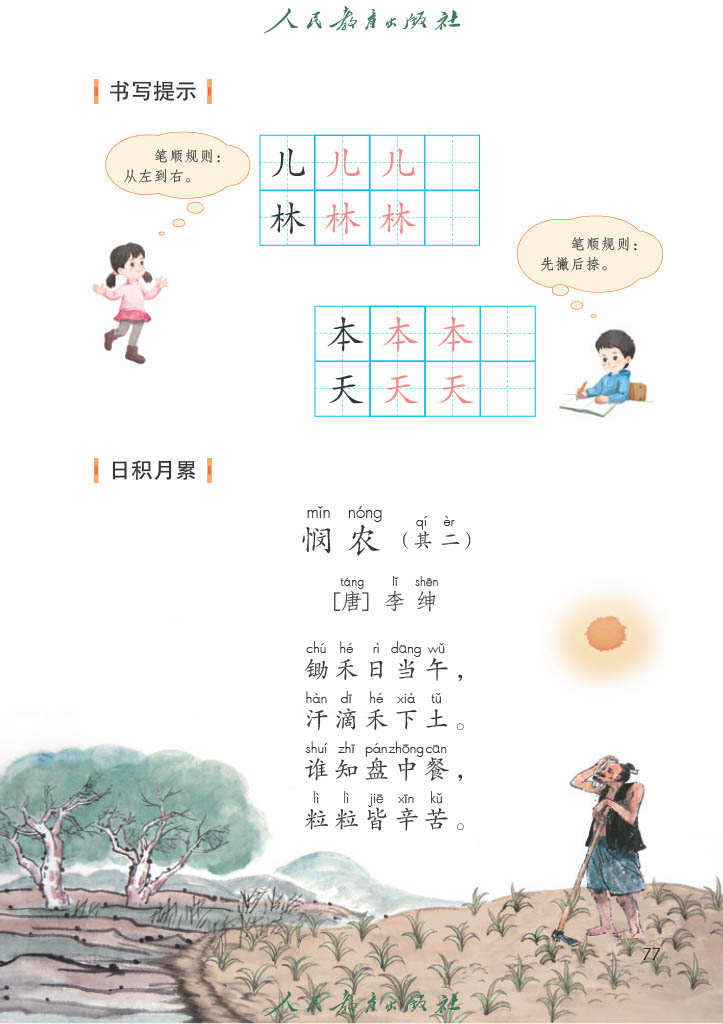 人民教育出版社
书写提示
笔顺规则：
从左到右。
儿 儿 儿
林 林 林
笔顺规则：
先撇后捺。
本 本 本
天 天 天
日积月累
mǐn nóng qí èr
悯农（其二）
táng lǐ shēn
［唐］李绅
chú hé rì dāng wǔ
锄禾日当午，
hàn dī hé xià tǔ
汗滴禾下土。
shuí zhī pán zhōng cān
谁知盘中餐，
lì lì jiē xīn kǔ
粒粒皆辛苦。
77
人民教育出版社